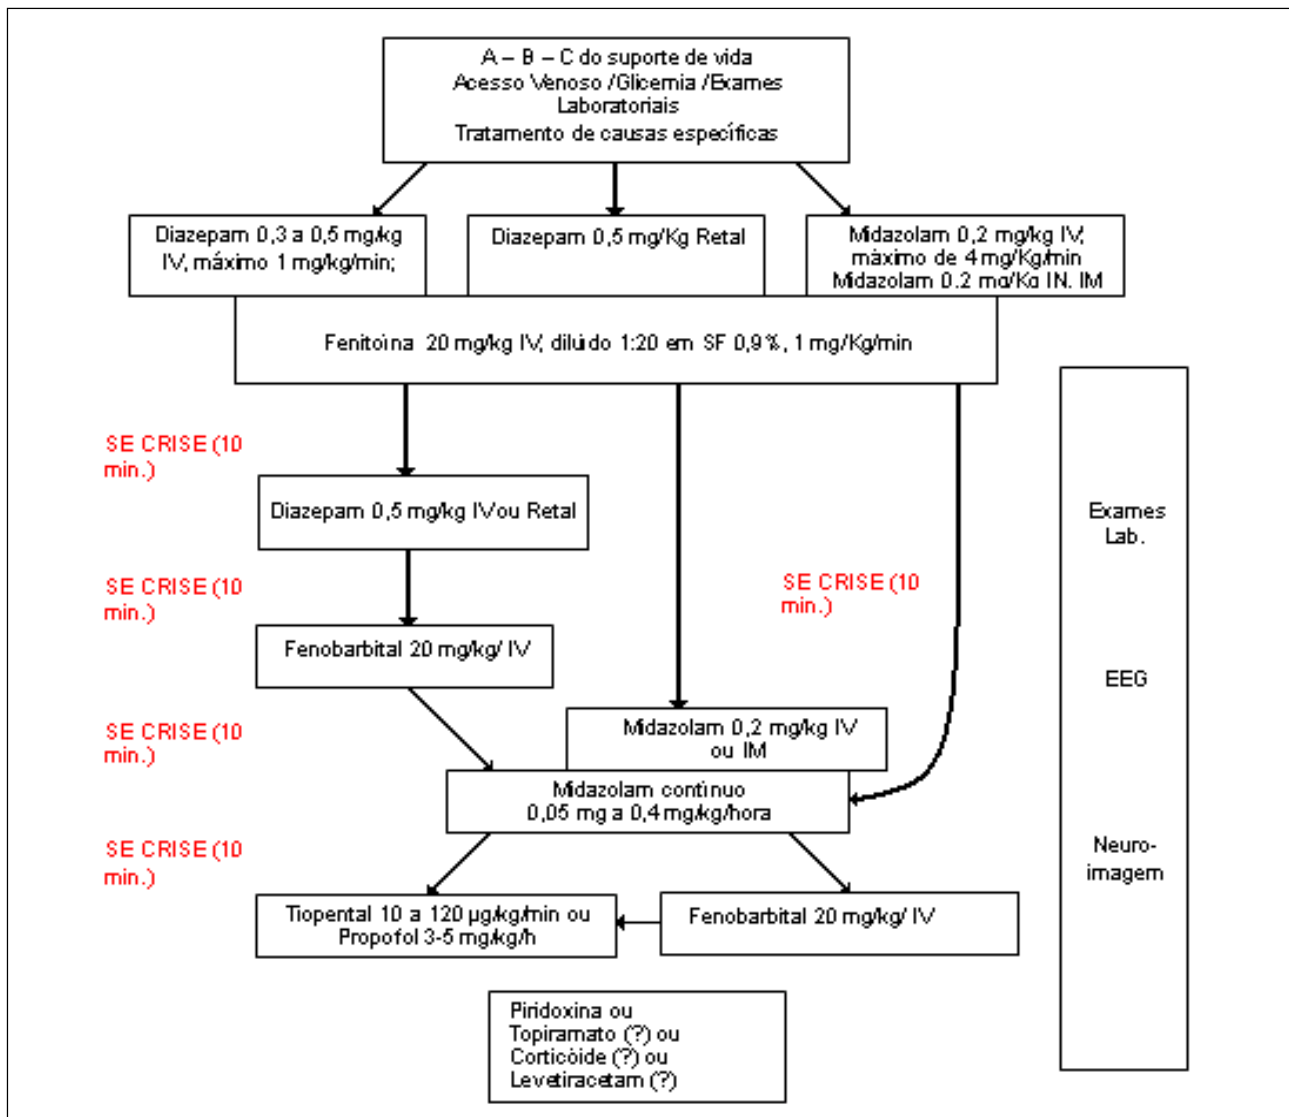 A – B – C do suporte de vida
Acesso Venoso /Glicemia /Exames
Laboratoriais
Tratamento de causas específicas
Diazepam 0,3 a 0,5 mg/kg
IV, máximo 1 mg/kg/min;
Diazepam 0,5 mg/Kg Retal
Midazolam 0,2 mg/kg IV,
máximo de 4 mg/Kg/min
Midazolam 0.2 mg/Kg IN. IM
Fenitoína 20 mg/kg IV, diluido 1:20 em SF 0,9%, 1 mg/Kg/min
SE CRISE (10
min.)
Diazepam 0,5 mg/kg IV ou Retal
Exames
Lab.
SE CRISE (10
min.)
SE CRISE (10
min.)
Fenobarbital 20 mg/kg/ IV
EEG
SE CRISE (10
min.)
Midazolam 0,2 mg/kg IV
ou IM
Midazolam contìnuo
0,05 mg a 0,4 mg/kg/hora
SE CRISE (10
min.)
Neuro-
imagem
Tiopental 10 a 120 µg/kg/min ou
Propofol 3-5 mg/kg/h
Fenobarbital 20 mg/kg/ IV
Piridoxina ou
Topiramato (?) ou
Corticòide (?) ou
Levetiracetam (?)